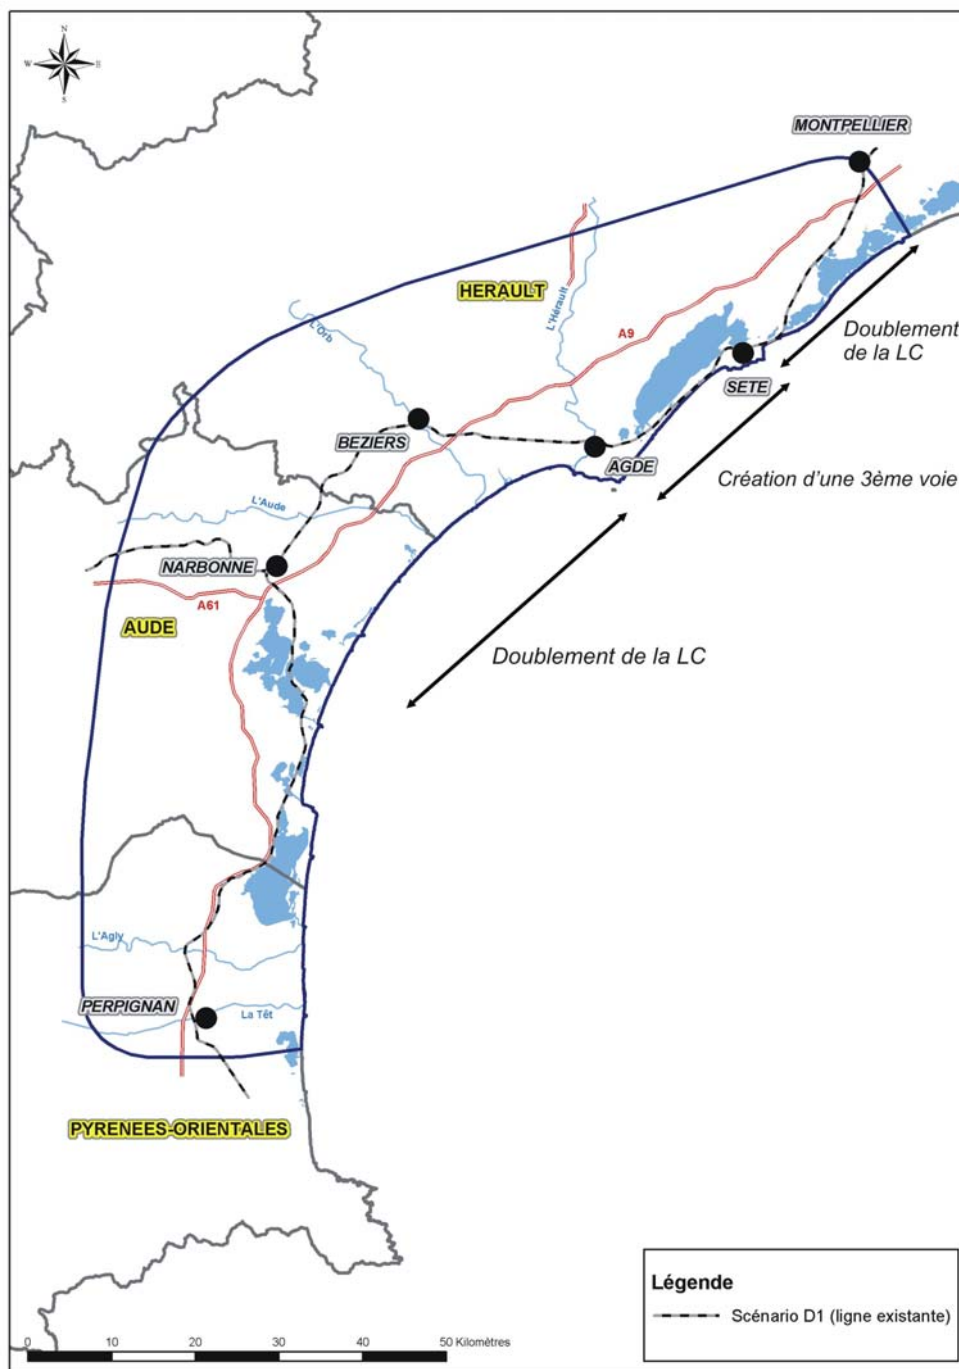 N
W
E
S
MONTPELLIER
HERAULT
L'Orb
L'Hérault
A9
Doublement
de la LC
SETE
BEZIERS
AGDE
Création d'une 3ème voie
L'Aude
NARBONNE
A61
AUDE
Doublement de la LC
L'Agly
PERPIGNAN
La Têt
PYRENEES-ORIENTALES
Légende
Scénario D1 (ligne existante)
0 10 20 30 40 50 Kilomètres